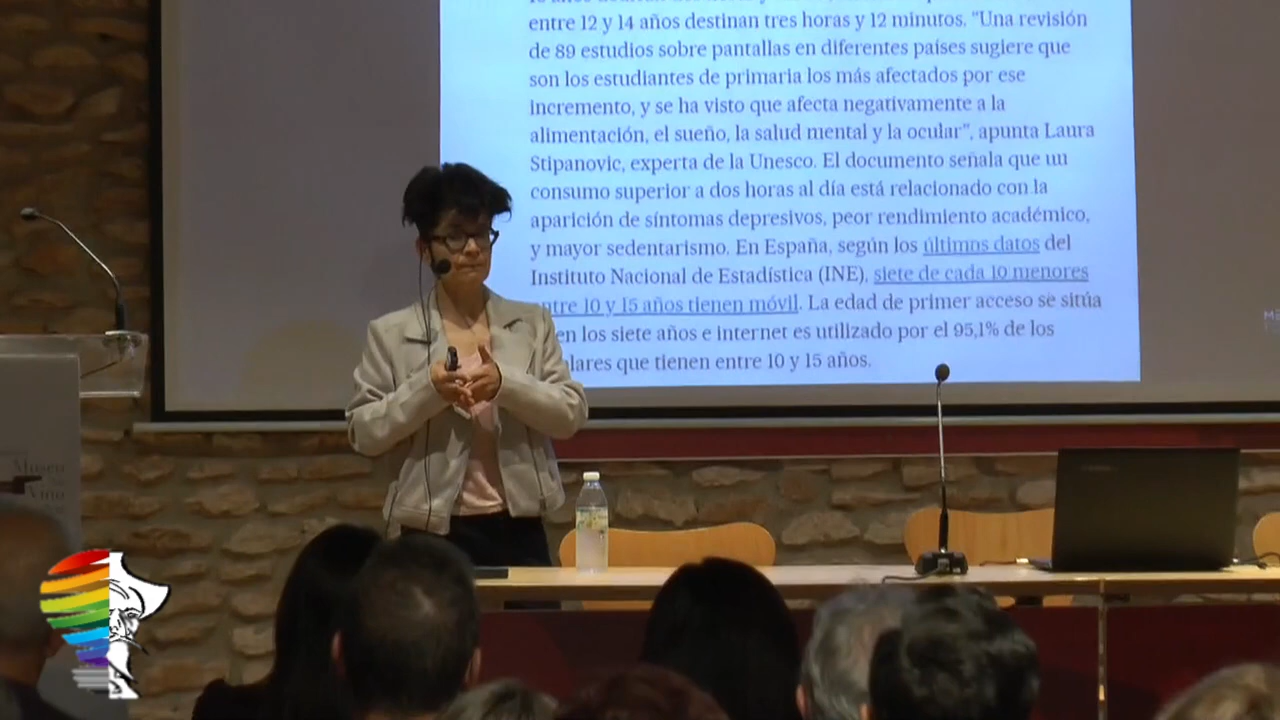 entre 12 y 14 años destinan tres horas y 12 minutos. "Una revisión
de 89 estudios sobre pantallas en diferentes países sugiere que
son los estudiantes de primaria los más afectados por ese
incremento, y se ha visto que afecta negativamente a la
alimentación, el sueño, la salud mental y la ocular", apunta Laura
Stipanovic, experta de la Unesco. El documento señala que un
consumo superior a dos horas al día está relacionado con la
aparición de síntomas depresivos, peor rendimiento académico,
y mayor sedentarismo. En España, según los últimos datos del
Instituto Nacional de Estadística (INE), siete de cada 10 menores
entre 10 y 15 años tienen móvil. La edad de primer acceso se sitúa
en los siete años e internet es utilizado por el 95,1% de los
lares que tienen entre 10 y 15 años.
Museo
Vino